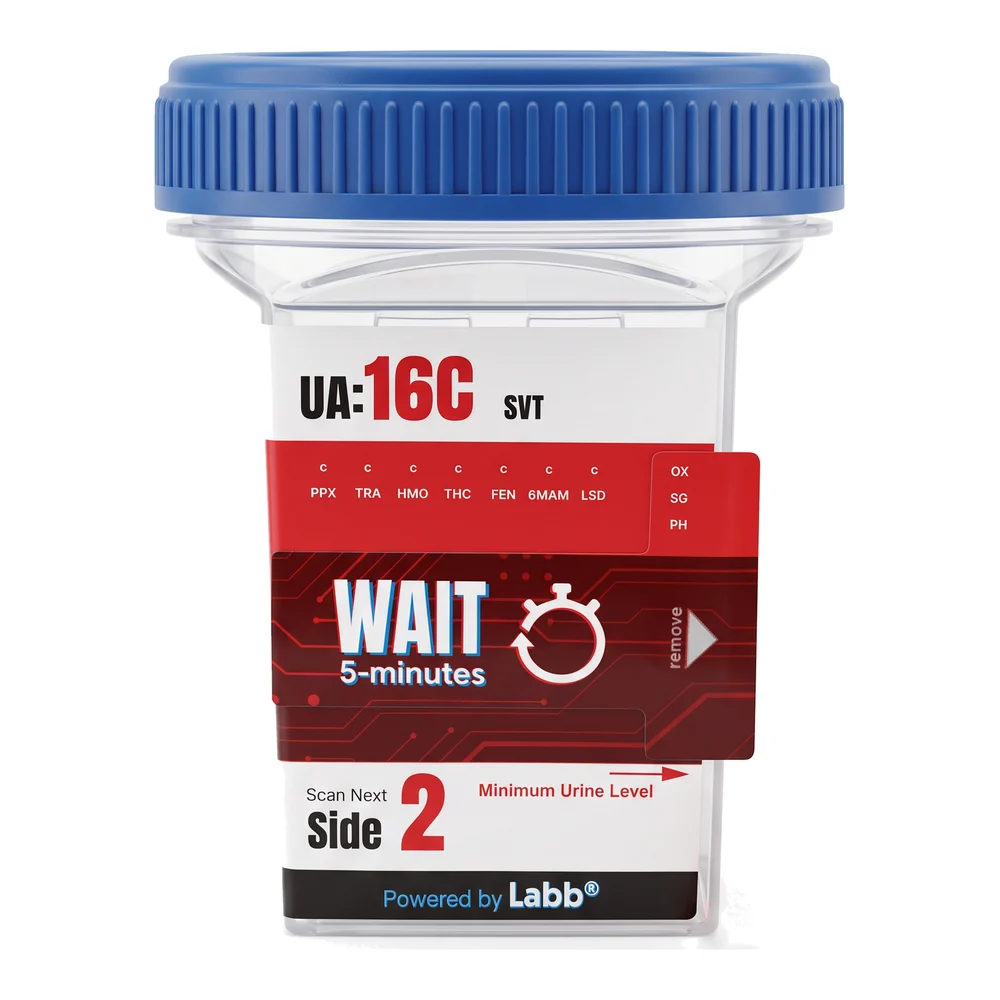 UA:16C SVT
C C C C C C C
PPX TRA HMO THC FEN 6MAM LSD
OX
SG
PH
WAIT
5-minutes
remove
Minimum Urine Level
Scan Next
Side 2
Powered by Labb®